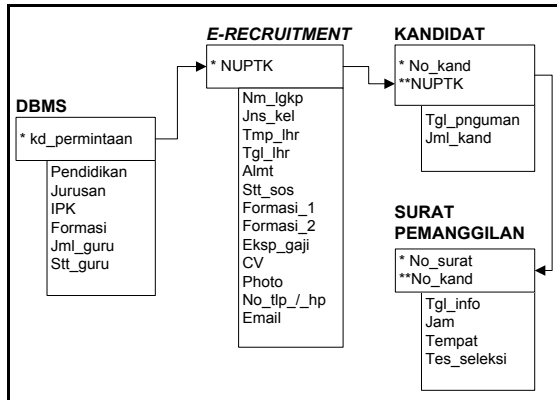 DBMS
* kd_permintaan
Pendidikan
Jurusan
IPK
Formasi
Jml_guru
Stt_guru
E-RECRUITMENT
* NUPTK
Nm_lgkp
Jns_kel
Tmp_lhr
Tgl_lhr
Almt
Stt_sos
Formasi_1
Formasi_2
Eksp_gaji
CV
Photo
No_tlp_/_hp
Email
KANDIDAT
* No_kand
**NUPTK
Tgl_pnguman
Jml_kand
SURAT
PEMANGGILAN
* No_surat
**No_kand
Tgl_info
Jam
Tempat
Tes_seleksi